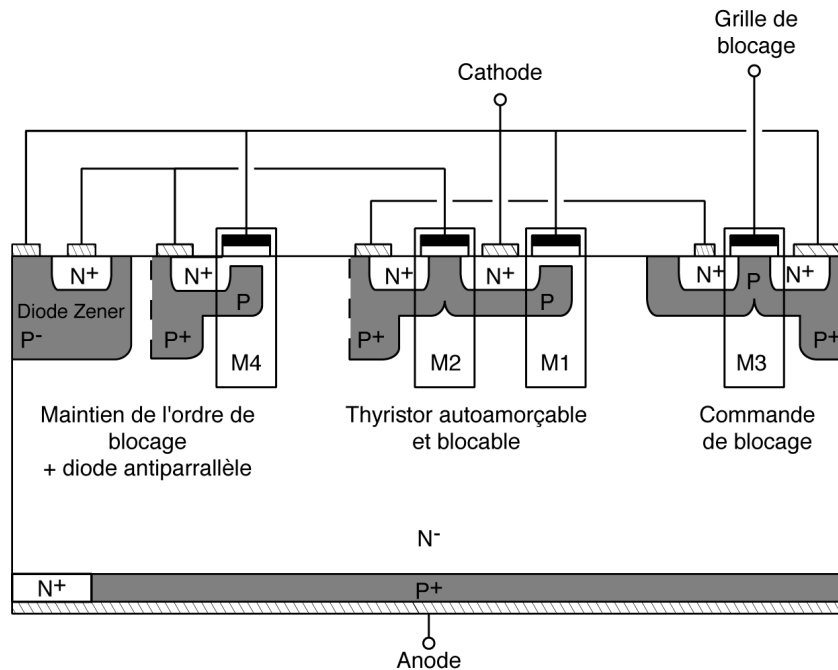 Grille de
blocage
Cathode
N+
N+
N+
N+
N+
N+
Diode Zener
P
P
P
P-
P+
P+
P+
M4
M2
M1
M3
Maintien de l'ordre de
blocage
+ diode antiparrallèle
Thyristor autoamorçable
et blocable
Commande
de blocage
N-
N+
P+
Anode